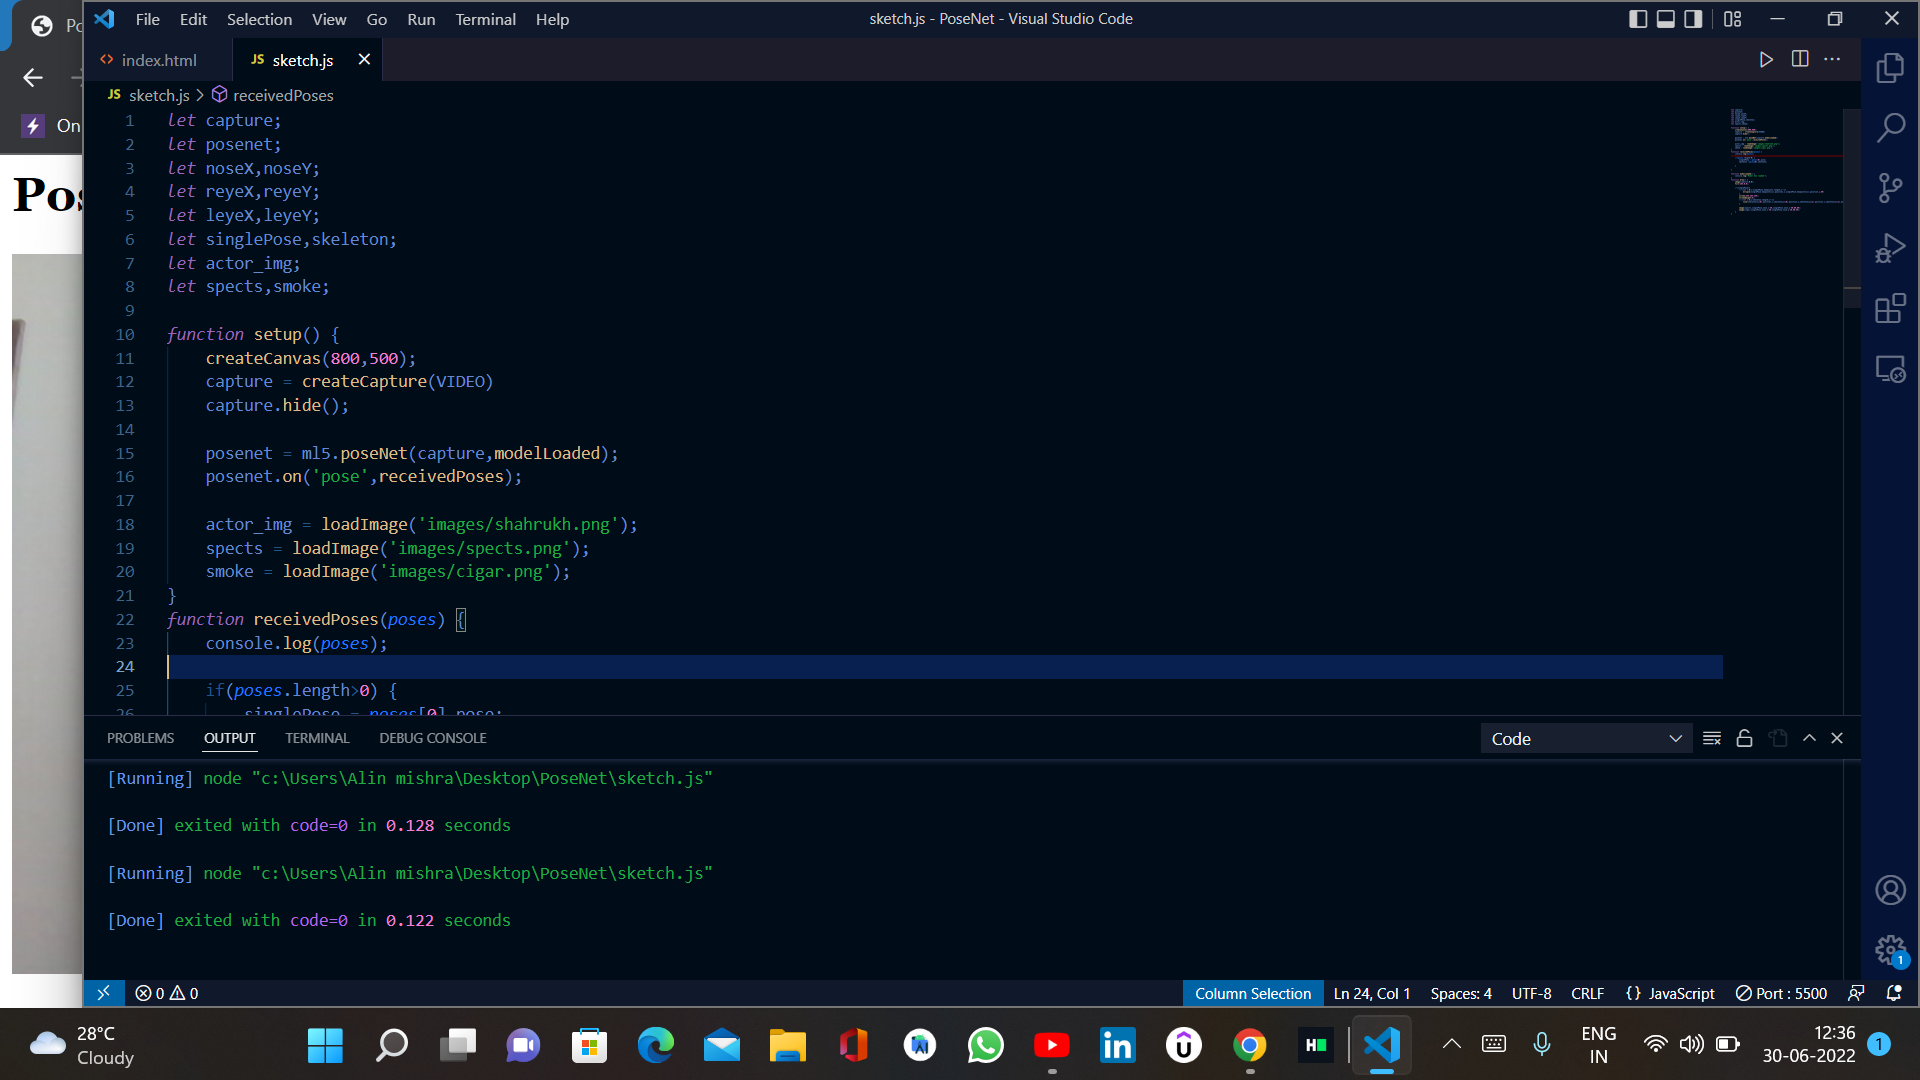 File Edit Selection View Go Run Terminal Help
sketch.js - PoseNet - Visual Studio Code
index.html
JS sketch.js
JS sketch.js > receivedPoses
On
Pos
1 let capture;
2 let posenet;
3 let noseX,noseY;
4 let reyeX,reyeY;
5 let leyeX,leyeY;
6 let singlePose,skeleton;
7 let actor_img;
8 let spects,smoke;
9
10 function setup() {
11 createCanvas(800,500);
12 capture = createCapture(VIDEO)
13 capture.hide();
14
15 posenet = ml5.poseNet(capture,modelLoaded);
16 posenet.on('pose',receivedPoses);
17
18 actor_img = loadImage('images/shahrukh.png');
19 spects = loadImage('images/spects.png');
20 smoke = loadImage('images/cigar.png');
21 }
22 function receivedPoses(poses) {
23 console.log(poses);
24
25 if(poses.length>0) {
26 singlePose = poses[0].pose;
PROBLEMS OUTPUT TERMINAL DEBUG CONSOLE
Code
[Running] node "c:\Users\Alin mishra\Desktop\PoseNet\sketch.js"
[Done] exited with code=0 in 0.128 seconds
[Running] node "c:\Users\Alin mishra\Desktop\PoseNet\sketch.js"
[Done] exited with code=0 in 0.122 seconds
1
0 0
Column Selection Ln 24, Col 1 Spaces: 4 UTF-8 CRLF {} JavaScript Port : 5500
28°C
Cloudy
ENG
IN
12:36
30-06-2022
1